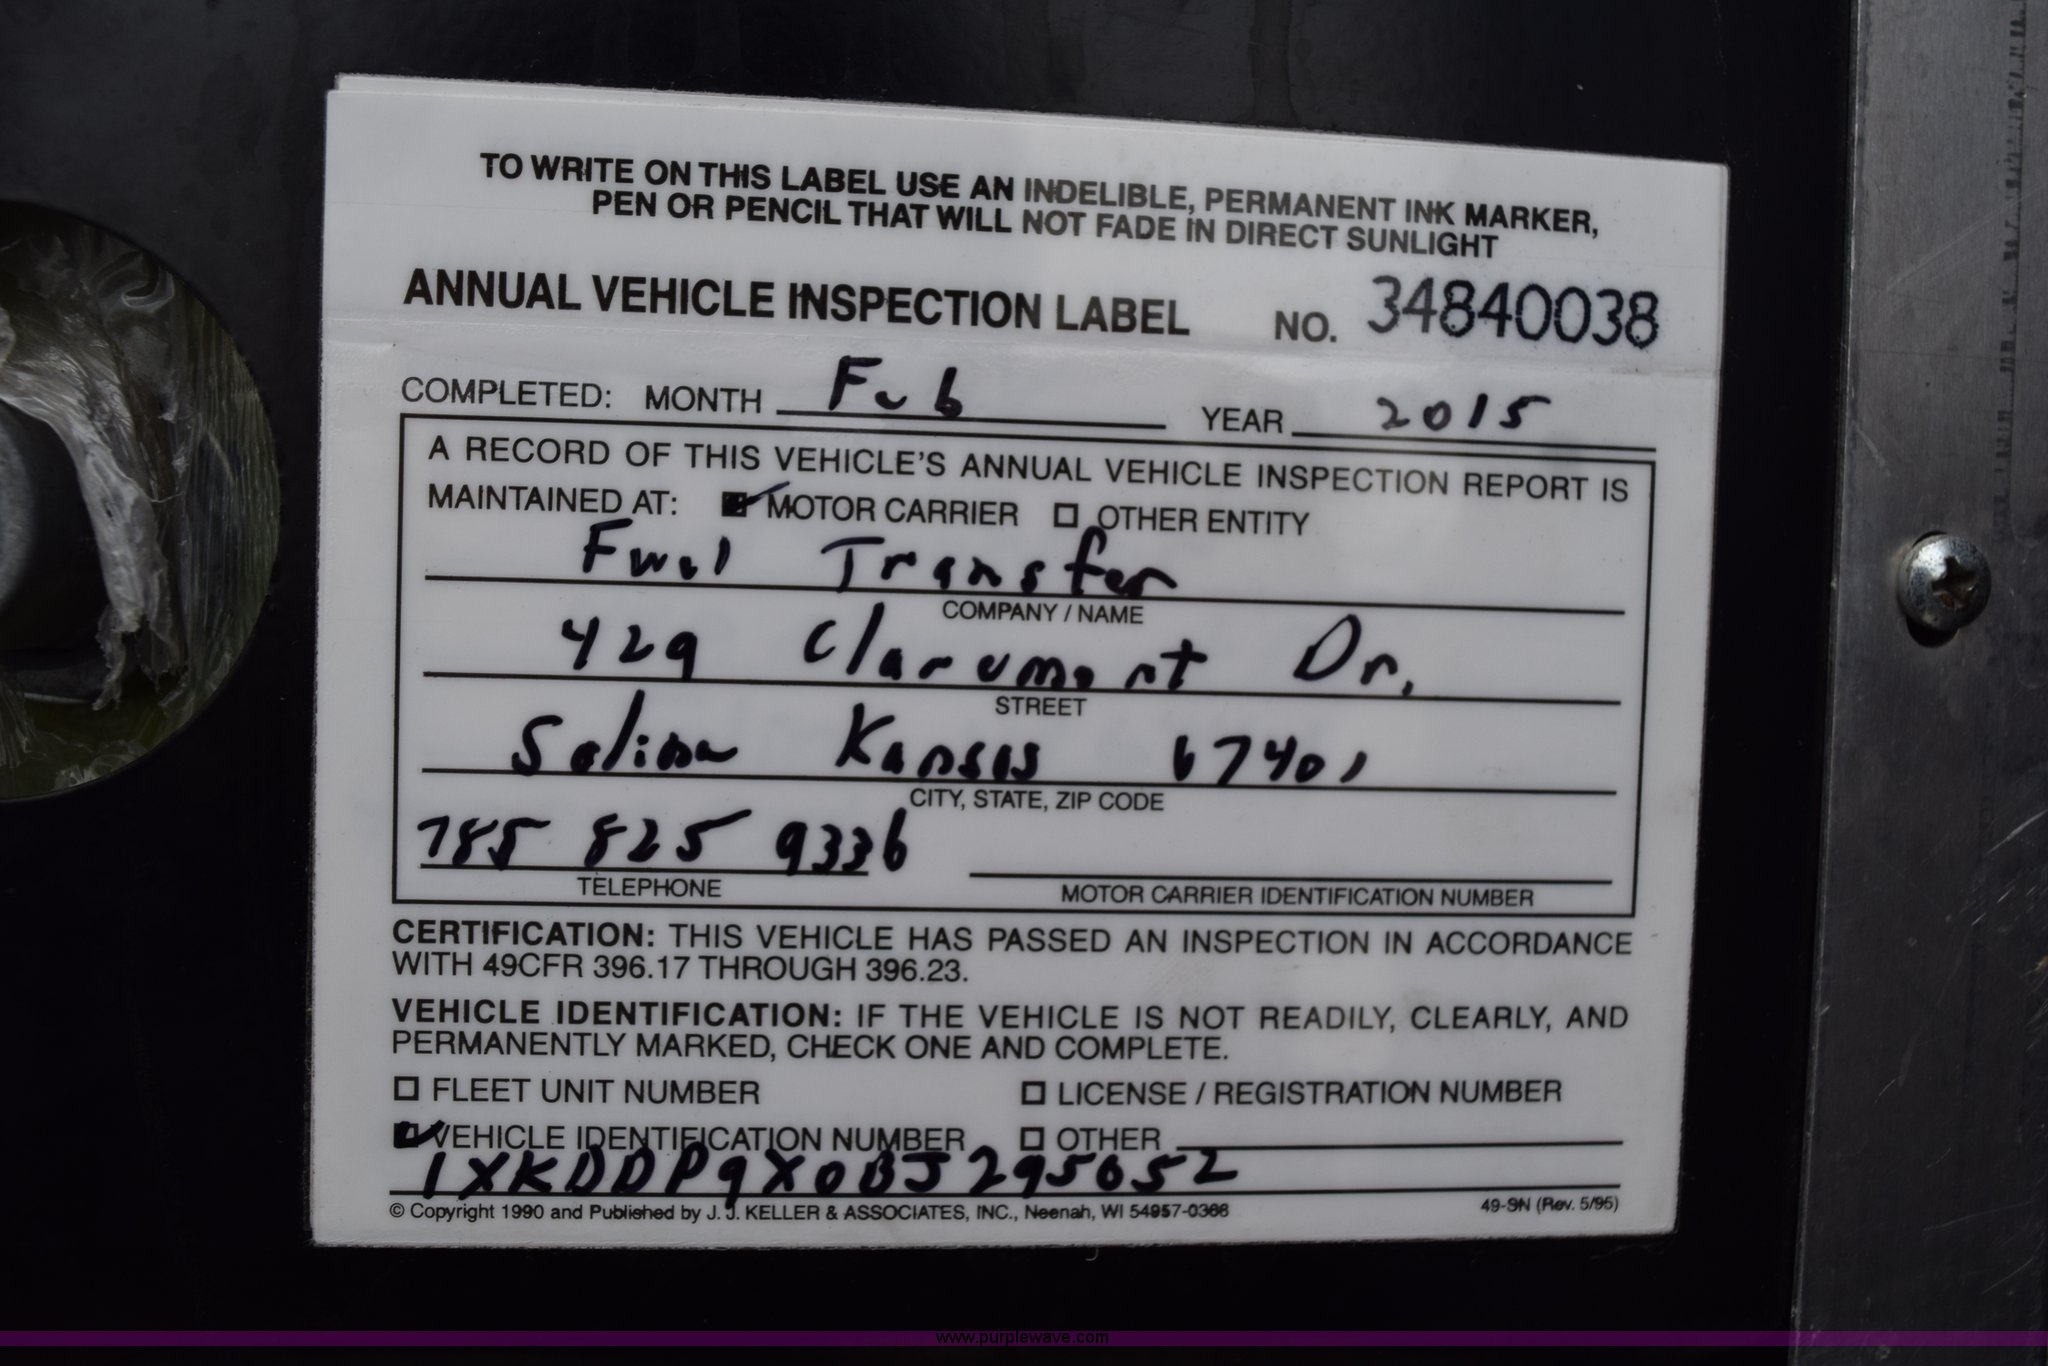 TO WRITE ON THIS LABEL USE AN INDELIBLE, PERMANENT INK MARKER,
PEN OR PENCIL THAT WILL NOT FADE IN DIRECT SUNLIGHT
ANNUAL VEHICLE INSPECTION LABEL NO. 34840038
COMPLETED: MONTH Feb YEAR 2015
A RECORD OF THIS VEHICLE'S ANNUAL VEHICLE INSPECTION REPORT IS
MAINTAINED AT: MOTOR CARRIER OTHER ENTITY
Fuel Transfer
COMPANY / NAME
429 Claremont Dr.
STREET
Salina Kansas 67401
CITY, STATE, ZIP CODE
785 825 9336
TELEPHONE MOTOR CARRIER IDENTIFICATION NUMBER
CERTIFICATION: THIS VEHICLE HAS PASSED AN INSPECTION IN ACCORDANCE
WITH 49CFR 396.17 THROUGH 396.23.
VEHICLE IDENTIFICATION: IF THE VEHICLE IS NOT READILY, CLEARLY, AND
PERMANENTLY MARKED, CHECK ONE AND COMPLETE.
FLEET UNIT NUMBER LICENSE / REGISTRATION NUMBER
VEHICLE IDENTIFICATION NUMBER OTHER
1XKDDP9X0BJ295052
© Copyright 1990 and Published by J. J. KELLER & ASSOCIATES, INC., Neenah, WI 54957-0368 49-SN (Rev. 5/95)
www.purplewave.com